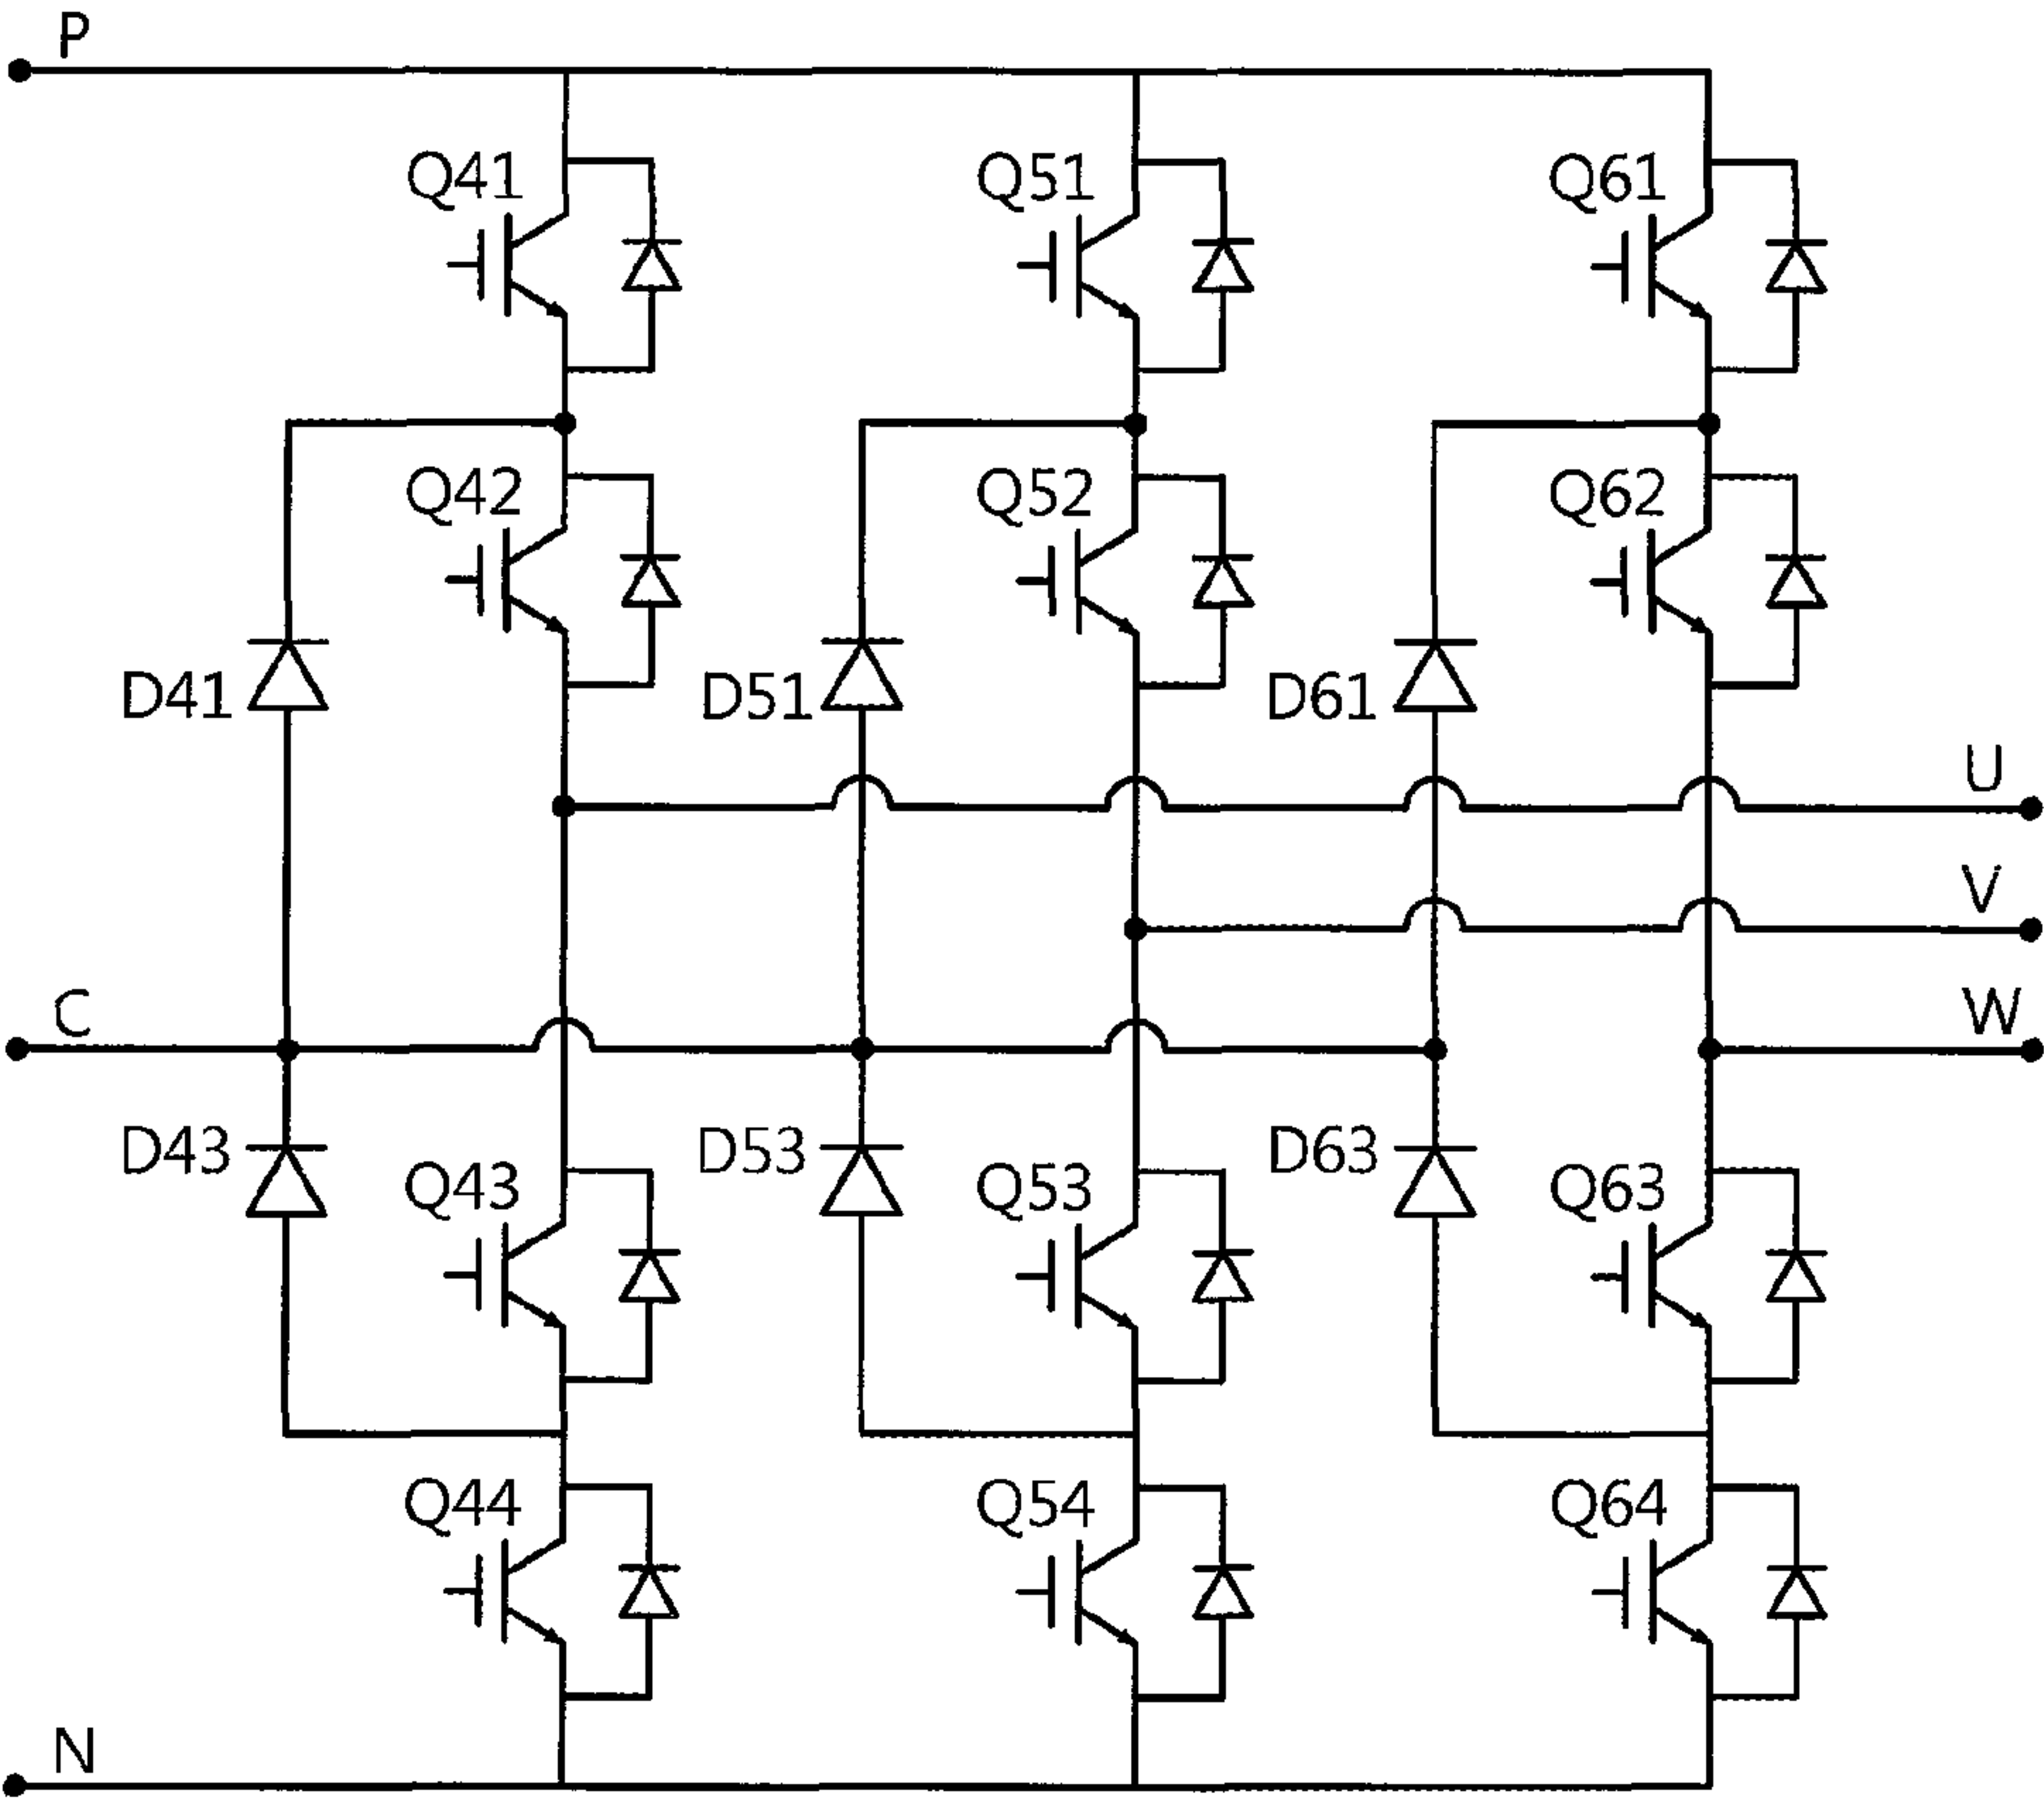 P
Q41 Q51 Q61
Q42 Q52 Q62
D41 D51 D61
U
V
C W
D43 D53 D63
Q43 Q53 Q63
Q44 Q54 Q64
N